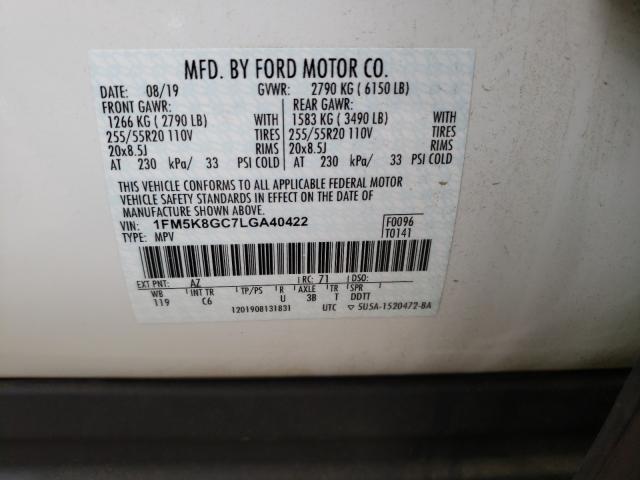 MFD. BY FORD MOTOR CO.
DATE: 08/19 GVWR: 2790 KG ( 6150 LB)
FRONT GAWR: REAR GAWR:
1266 KG ( 2790 LB) WITH 1583 KG ( 3490 LB) WITH
255/55R20 110V TIRES 255/55R20 110V TIRES
20x8.5J RIMS 20x8.5J RIMS
AT 230 kPa/ 33 PSI COLD AT 230 kPa/ 33 PSI COLD
THIS VEHICLE CONFORMS TO ALL APPLICABLE FEDERAL MOTOR
VEHICLE SAFETY STANDARDS IN EFFECT ON THE DATE OF
MANUFACTURE SHOWN ABOVE.
VIN: 1FM5K8GC7LGA40422 F0096
TYPE: MPV T0141
EXT PNT: AZ RC: 71 DSO:
WB INT TR TP/PS R AXLE TR SPR
119 C6 U 3B T DDTT
1201908131831 UTC ▽ 5U5A-1520472-BA